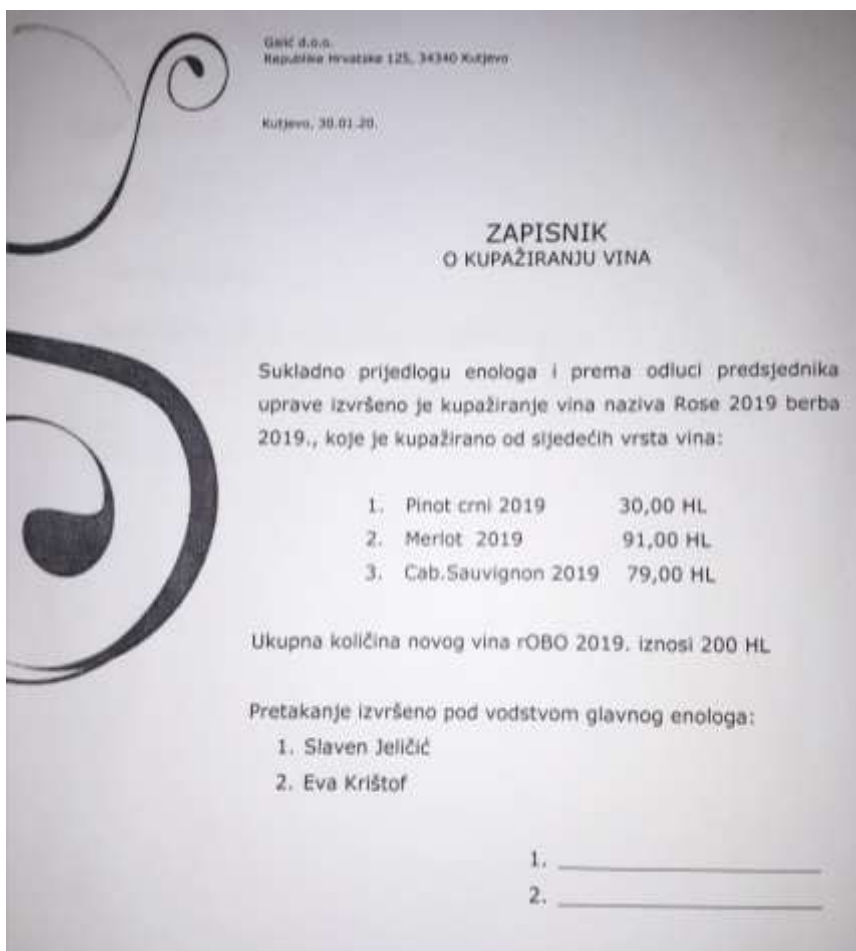 Galić d.o.o.
Republike Hrvatske 125, 34340 Kutjevo
Kutjevo, 30.01.20.
ZAPISNIK
O KUPAŽIRANJU VINA
Sukladno prijedlogu enologa i prema odluci predsjednika
uprave izvršeno je kupažiranje vina naziva Rose 2019 berba
2019., koje je kupažirano od sljedećih vrsta vina:
1. Pinot crni 2019 30,00 HL
2. Merlot 2019 91,00 HL
3. Cab.Sauvignon 2019 79,00 HL
Ukupna količina novog vina rOBO 2019. iznosi 200 HL
Pretakanje izvršeno pod vodstvom glavnog enologa:
1. Slaven Jeličić
2. Eva Krištof
1.
2.